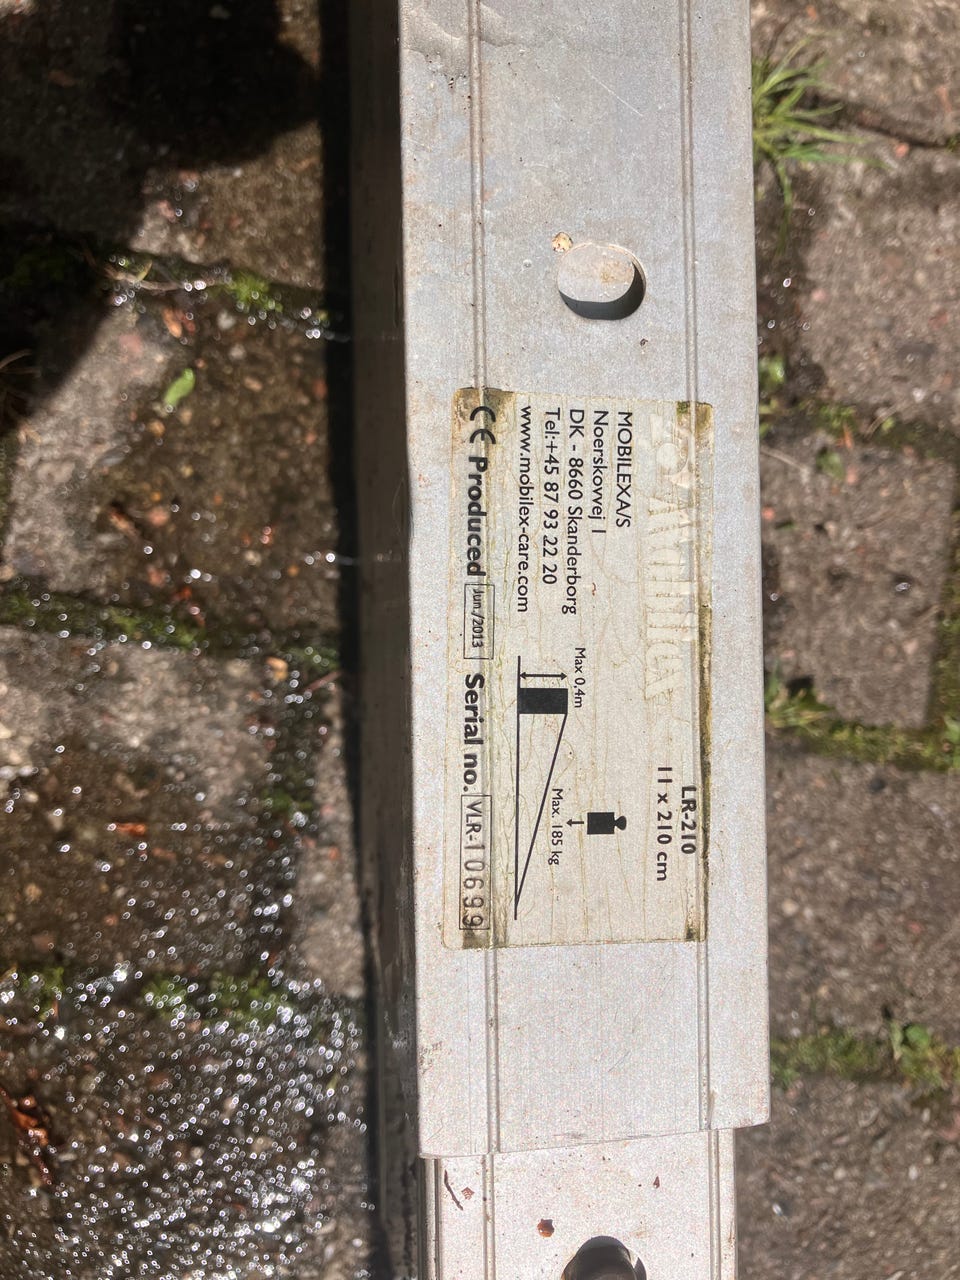 LR-210
11 x 210 cm
MOBILEXA/S
Noerskovvej 1
DK - 8660 Skanderborg
Tel:+45 87 93 22 20
www.mobilex-care.com
Max 0,4m
Max. 185 kg
CE Produced Jun./2013 Serial no. VLR-10699